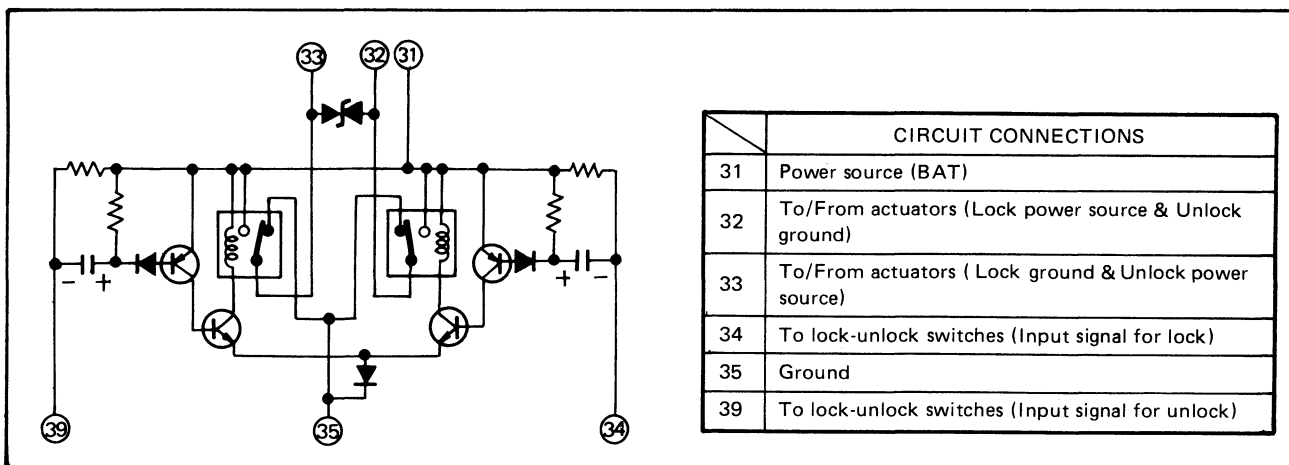 33 32 31
- + + -
39 35 34
CIRCUIT CONNECTIONS
31 Power source (BAT)
32 To/From actuators (Lock power source & Unlock
ground)
33 To/From actuators ( Lock ground & Unlock power
source)
34 To lock-unlock switches (Input signal for lock)
35 Ground
39 To lock-unlock switches (Input signal for unlock)